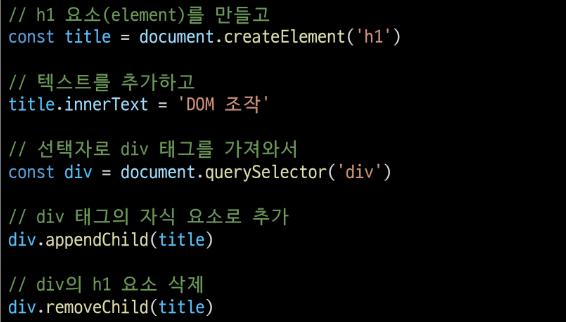 // h1 요소(element)를 만들고
const title = document.createElement('h1')
// 텍스트를 추가하고
title.innerText = 'DOM 조작'
// 선택자로 div 태그를 가져와서
const div = document.querySelector('div')
// div 태그의 자식 요소로 추가
div.appendChild(title)
// div의 h1 요소 삭제
div.removeChild(title)